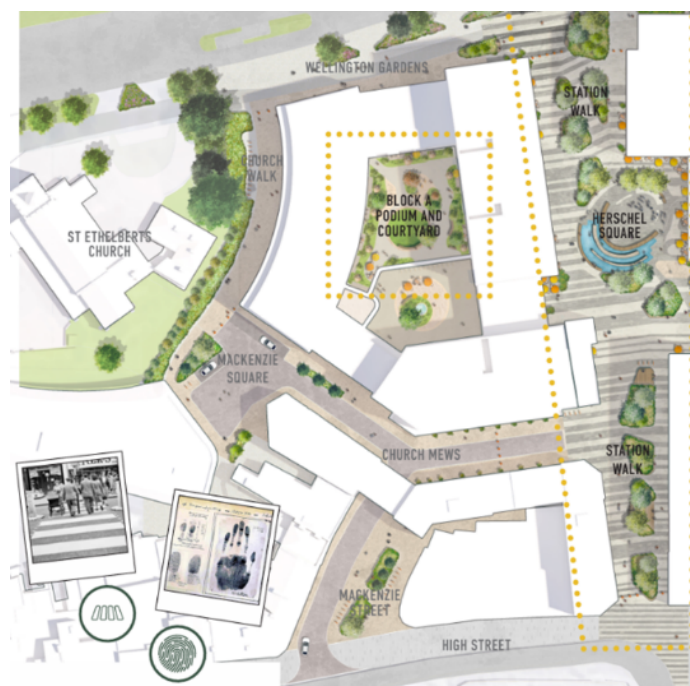 WELLINGTON GARDENS
STATION
WALK
CHURCH
WALK
BLOCK A
PODIUM AND
COURTYARD
HERSCHEL
SQUARE
ST ETHELBERTS
CHURCH
MACKENZIE
SQUARE
CHURCH MEWS
STATION
WALK
MACKENZIE
STREET
HIGH STREET